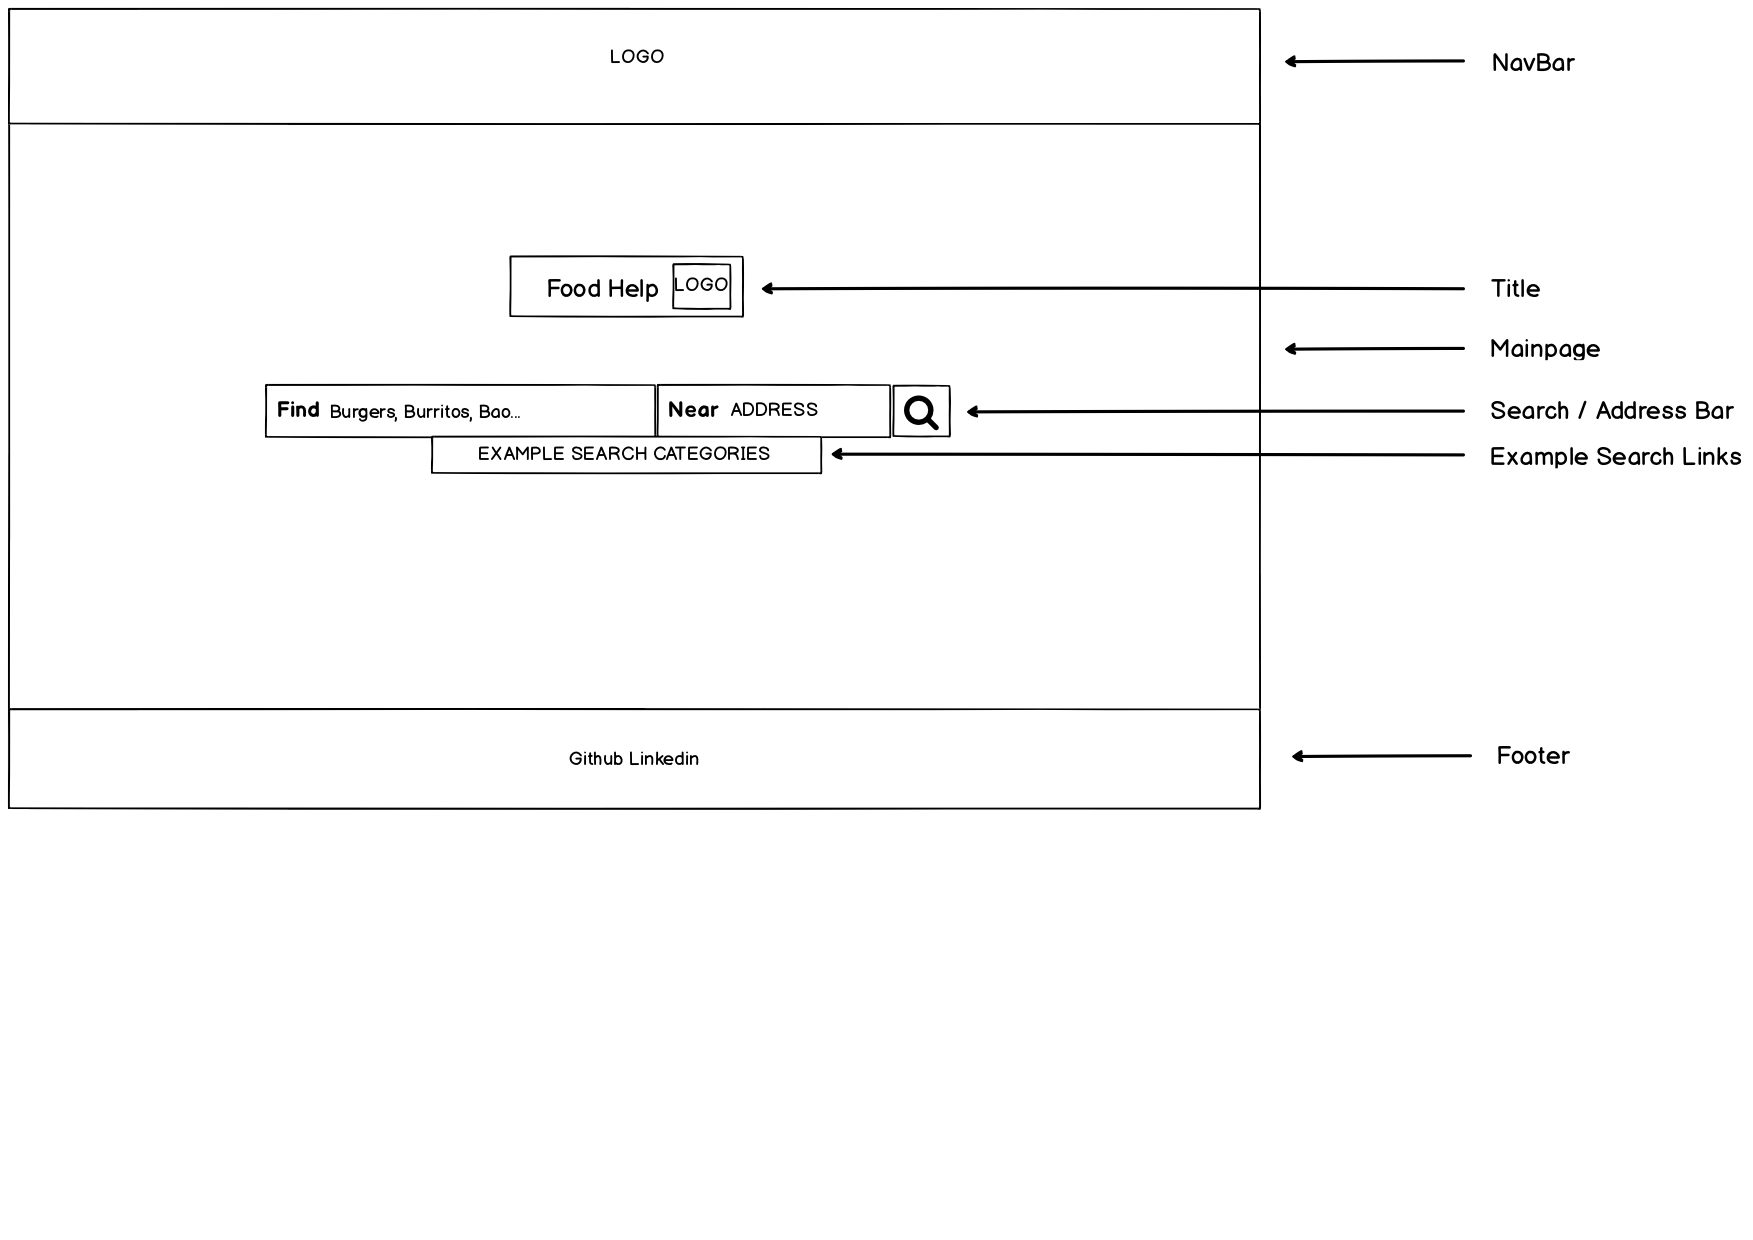 LOGO
NavBar
Food Help LOGO
Title
Mainpage
Find Burgers, Burritos, Bao... Near ADDRESS
Search / Address Bar
EXAMPLE SEARCH CATEGORIES
Example Search Links
Github Linkedin
Footer